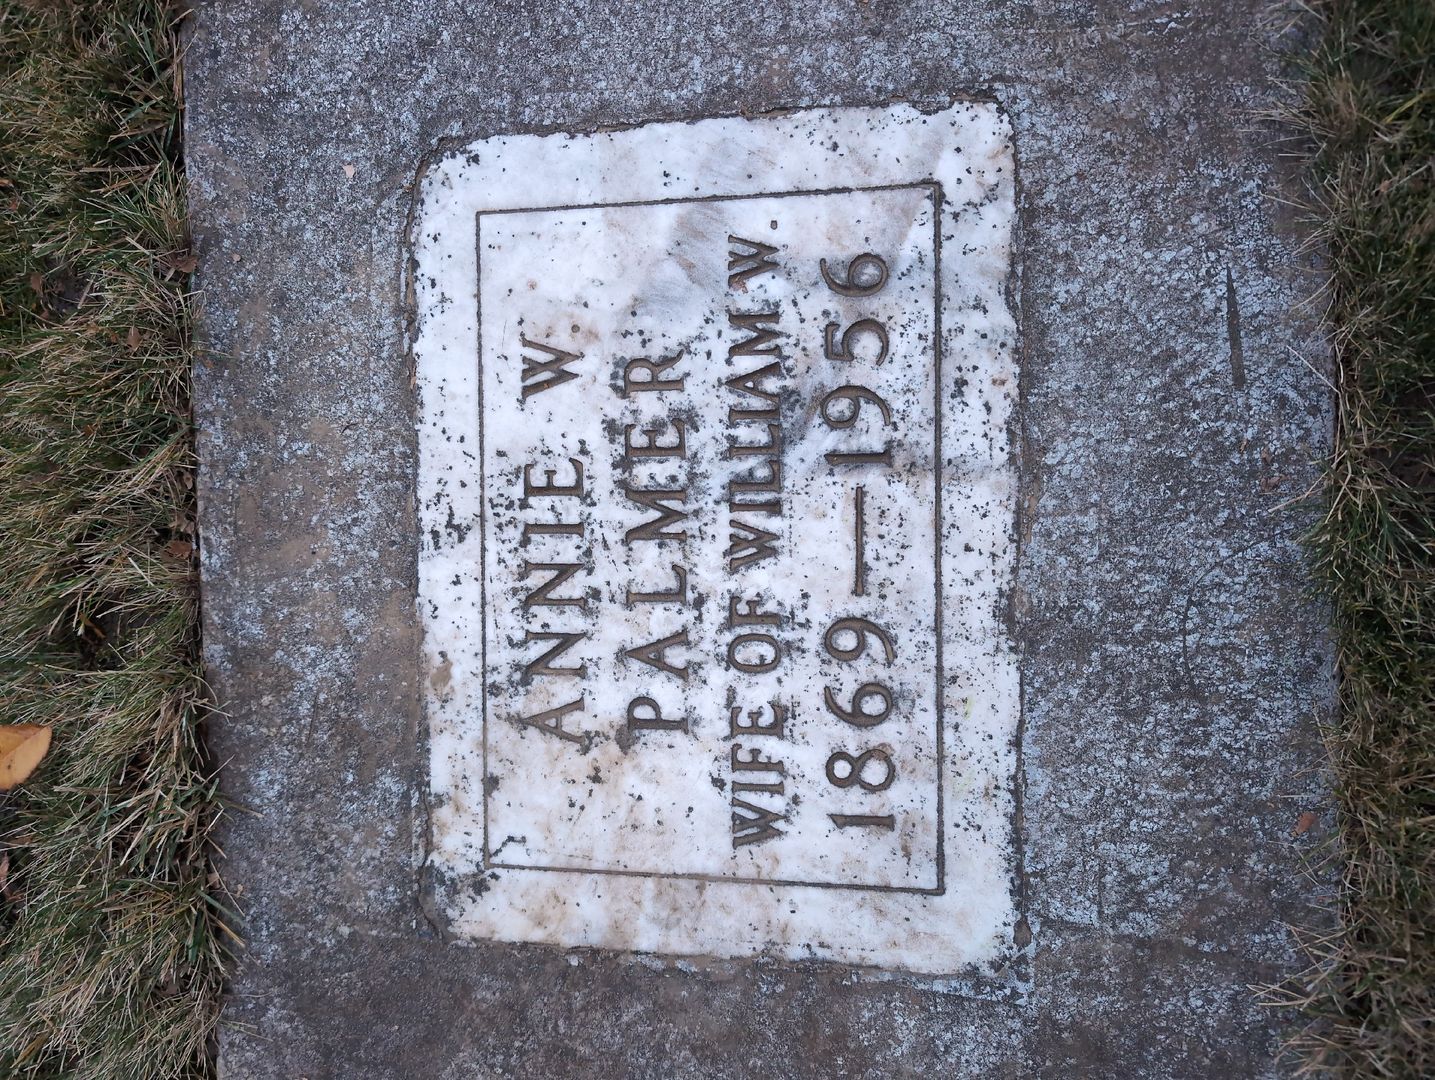 ANNIE W.
PALMER
WIFE OF WILLIAM W.
1869—1956